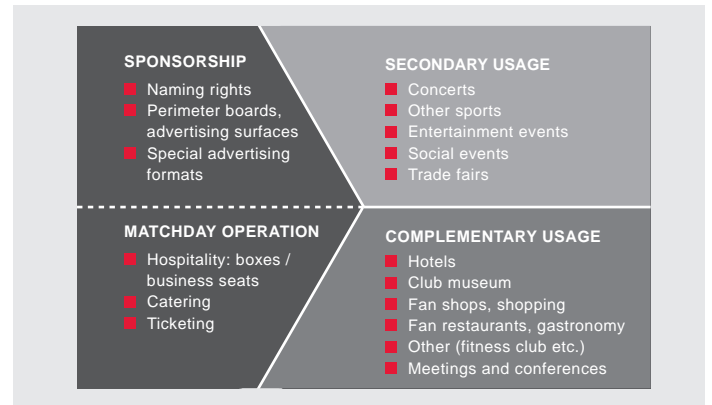 SPONSORSHIP
Naming rights
Perimeter boards,
advertising surfaces
Special advertising
formats
SECONDARY USAGE
Concerts
Other sports
Entertainment events
Social events
Trade fairs
MATCHDAY OPERATION
Hospitality: boxes /
business seats
Catering
Ticketing
COMPLEMENTARY USAGE
Hotels
Club museum
Fan shops, shopping
Fan restaurants, gastronomy
Other (fitness club etc.)
Meetings and conferences